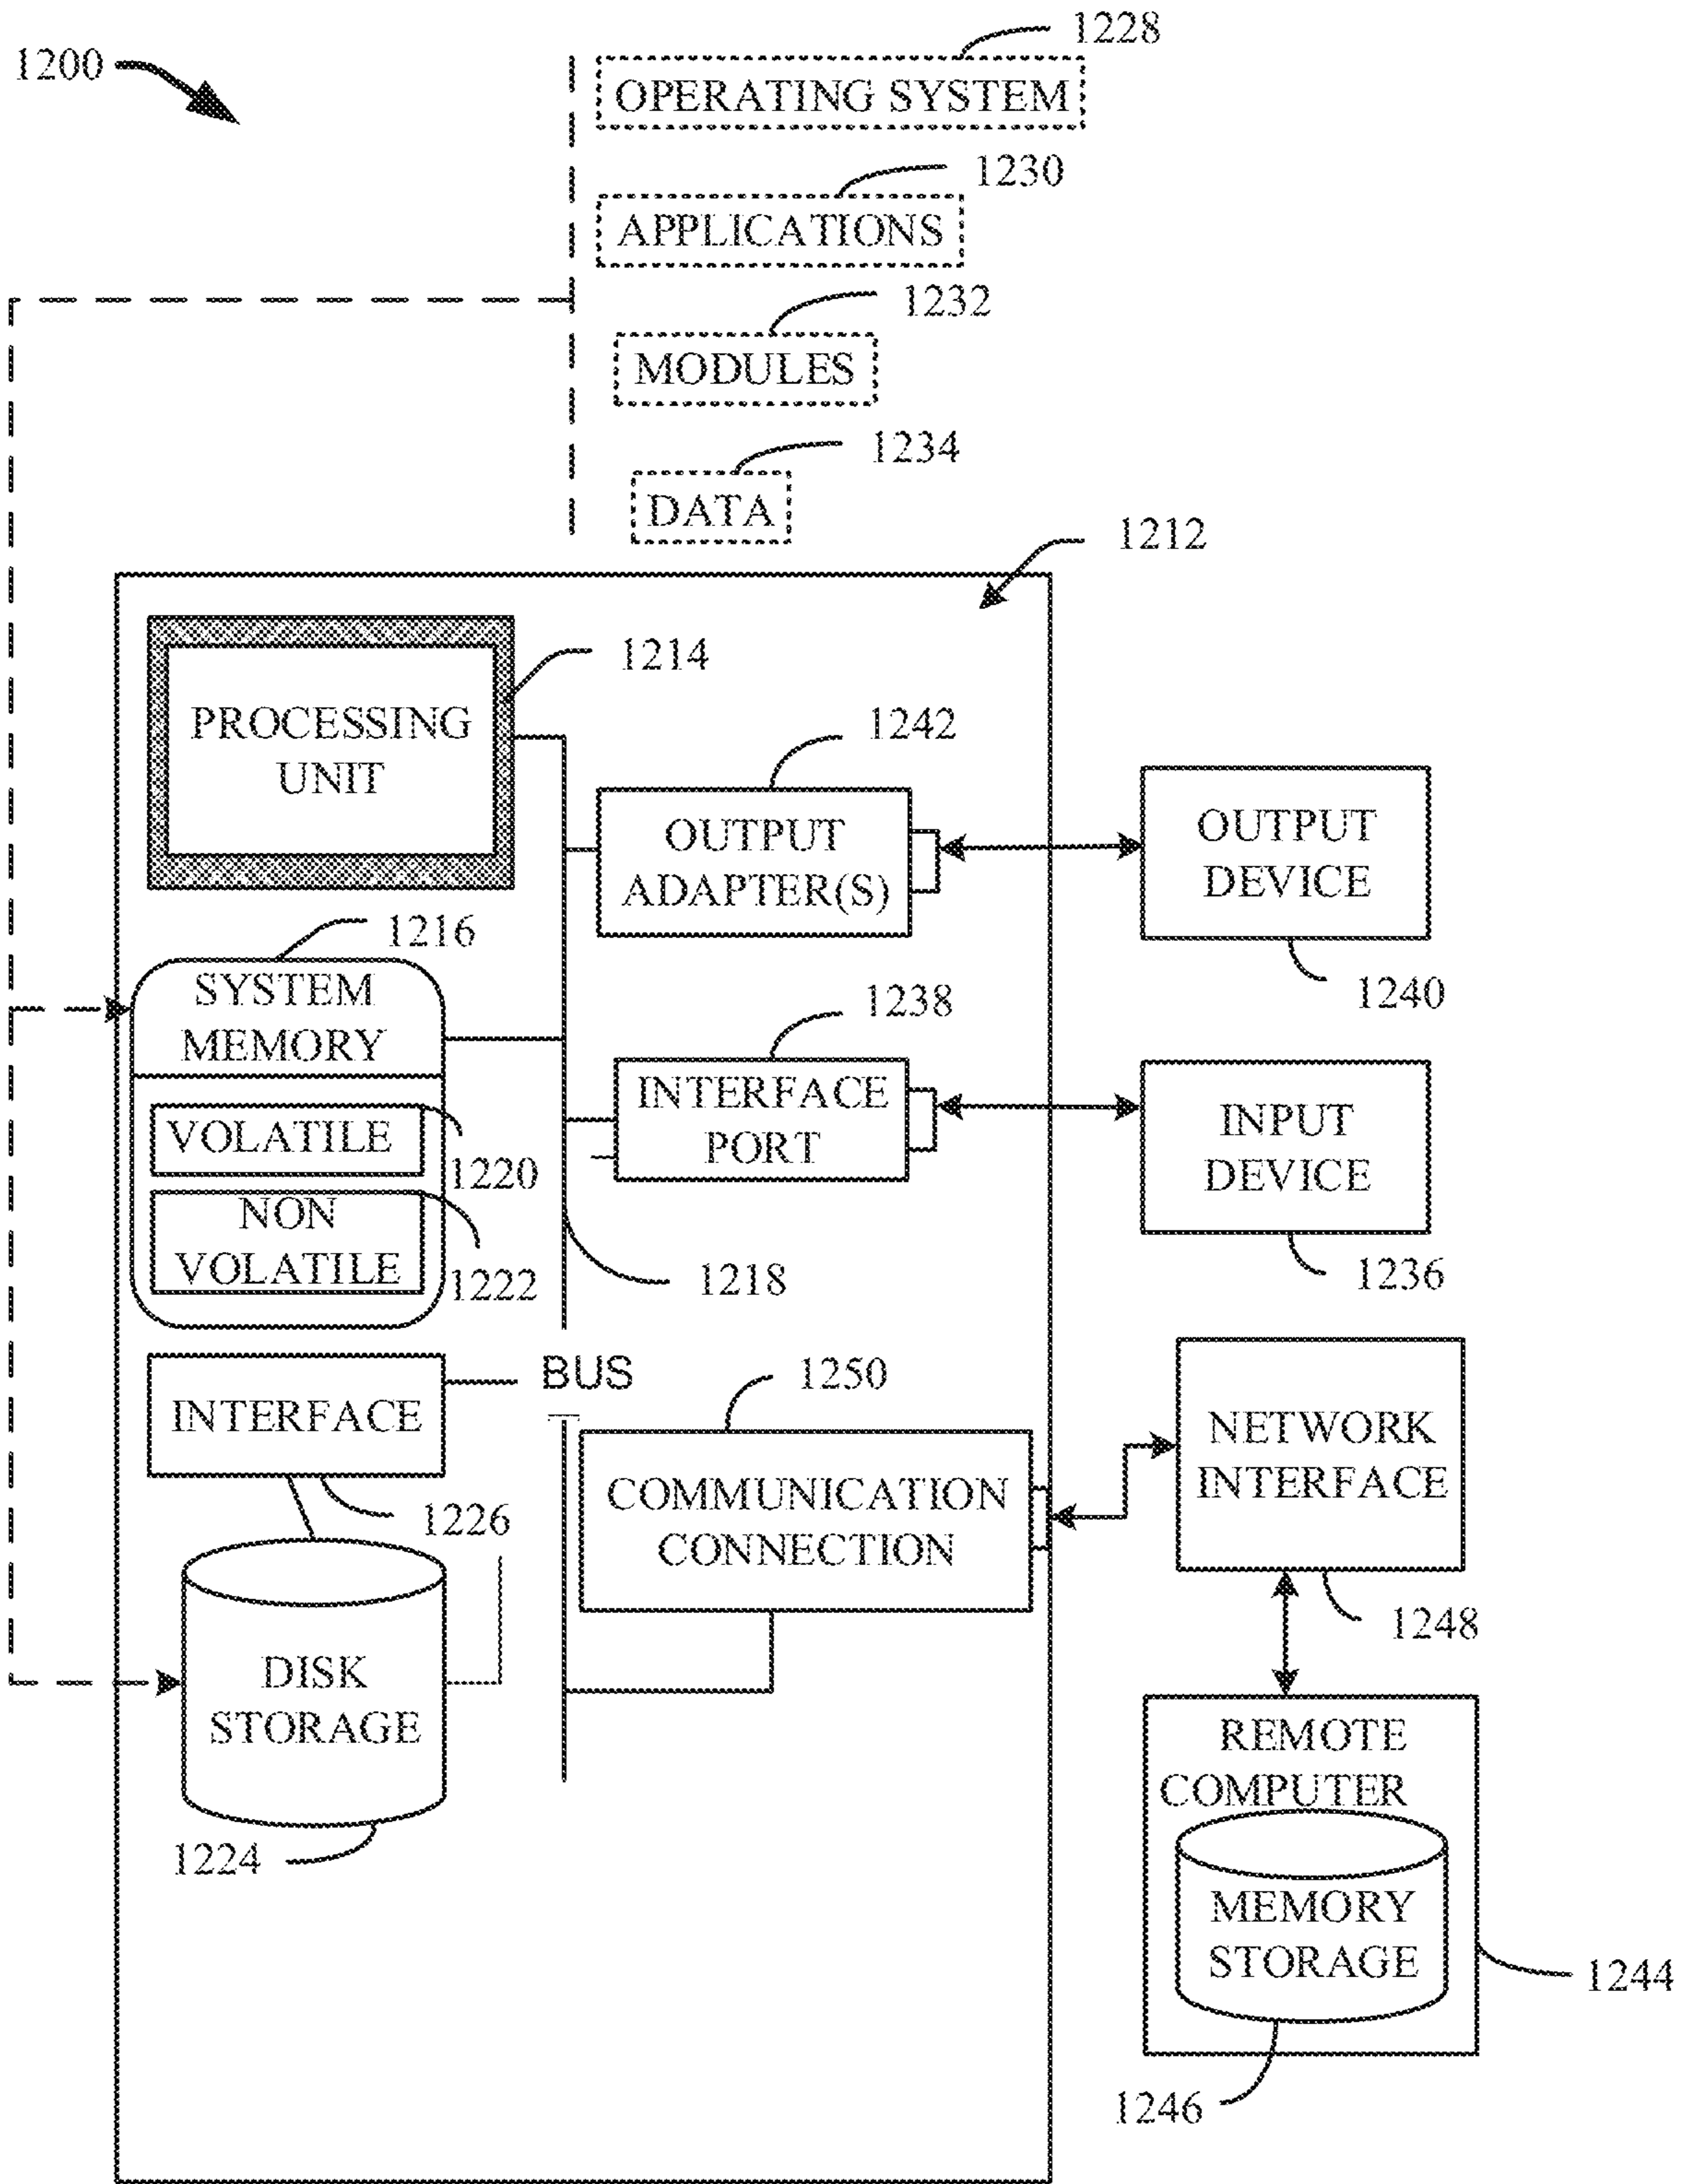 1200
1228
OPERATING SYSTEM
1230
APPLICATIONS
1232
MODULES
1234
DATA
1212
1214
PROCESSING
UNIT
1242
OUTPUT
ADAPTER(S)
OUTPUT
DEVICE
1240
1216
SYSTEM
MEMORY
VOLATILE
1220
NON
VOLATILE
1222
1238
INTERFACE
PORT
INPUT
DEVICE
1236
1218
BUS
INTERFACE
1226
1250
COMMUNICATION
CONNECTION
NETWORK
INTERFACE
1248
DISK
STORAGE
1224
REMOTE
COMPUTER
MEMORY
STORAGE
1244
1246